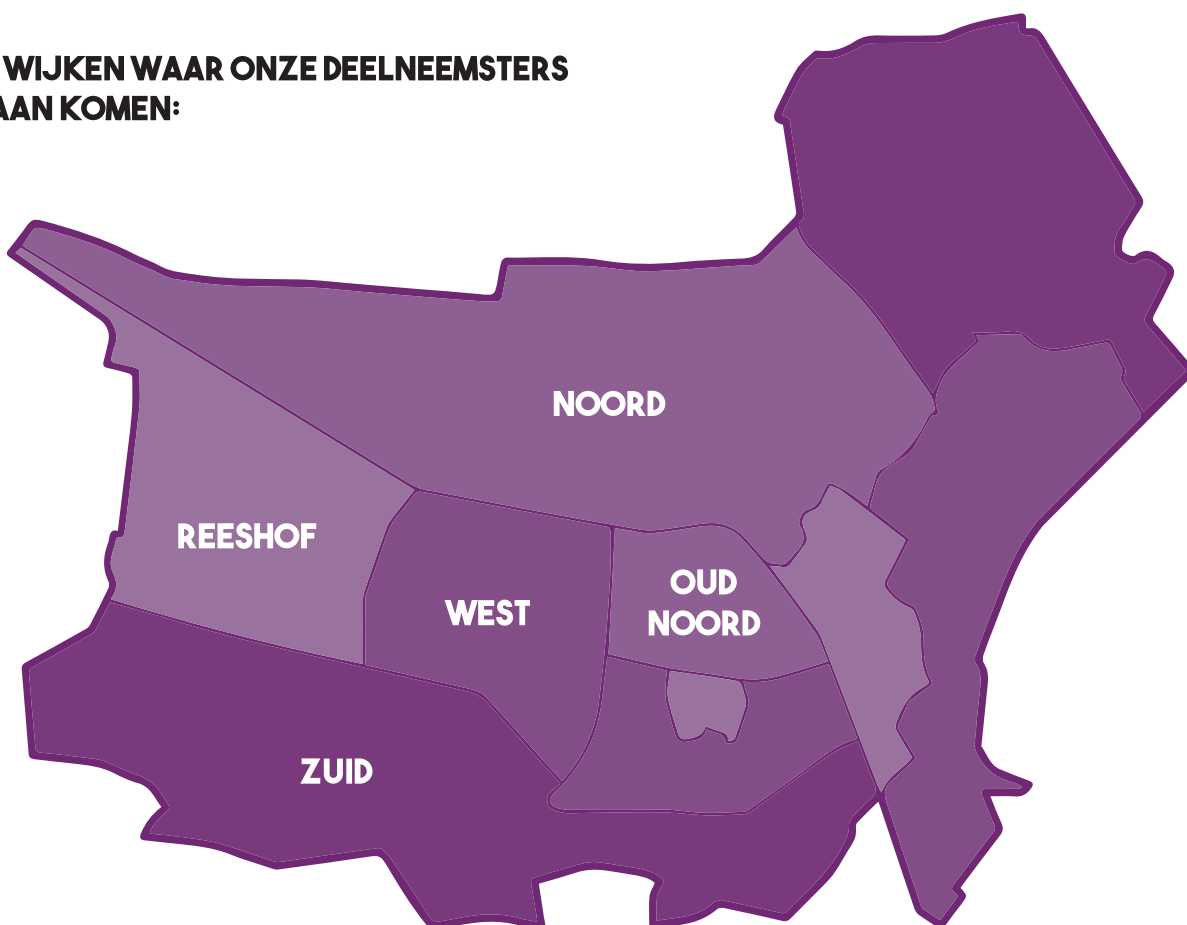 WIJKEN WAAR ONZE DEELNEEMSTERS
AAN KOMEN:
NOORD
REESHOF
OUD
NOORD
WEST
ZUID